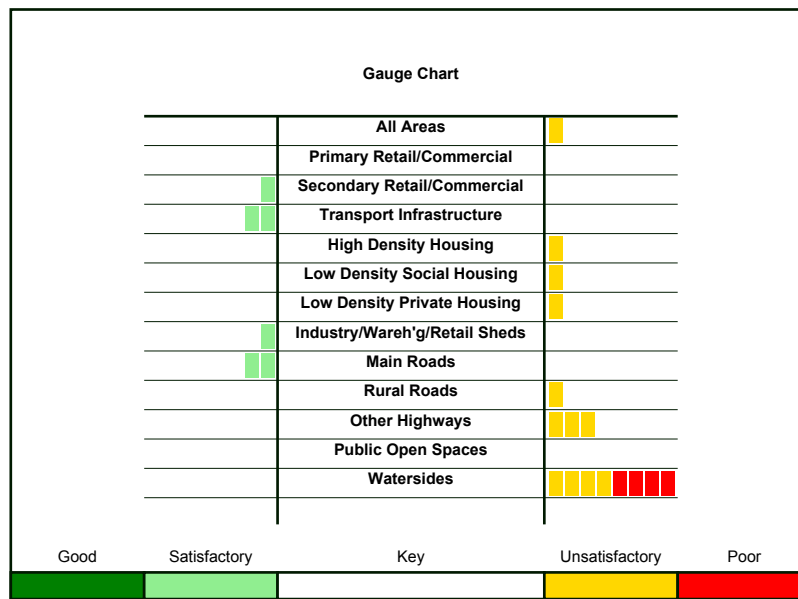 Gauge Chart
All Areas
Primary Retail/Commercial
Secondary Retail/Commercial
Transport Infrastructure
High Density Housing
Low Density Social Housing
Low Density Private Housing
Industry/Wareh'g/Retail Sheds
Main Roads
Rural Roads
Other Highways
Public Open Spaces
Watersides
Good Satisfactory Key Unsatisfactory Poor